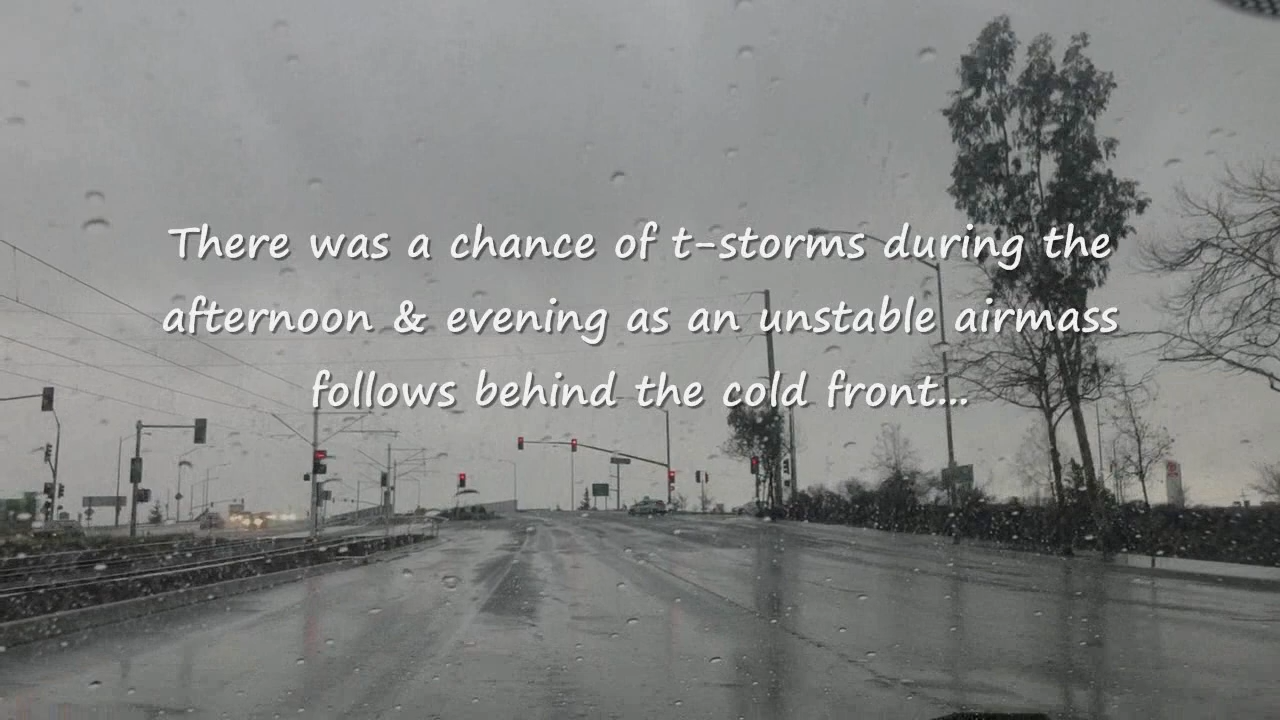 There was a chance of t-storms during the
afternoon & evening as an unstable airmass
follows behind the cold front...